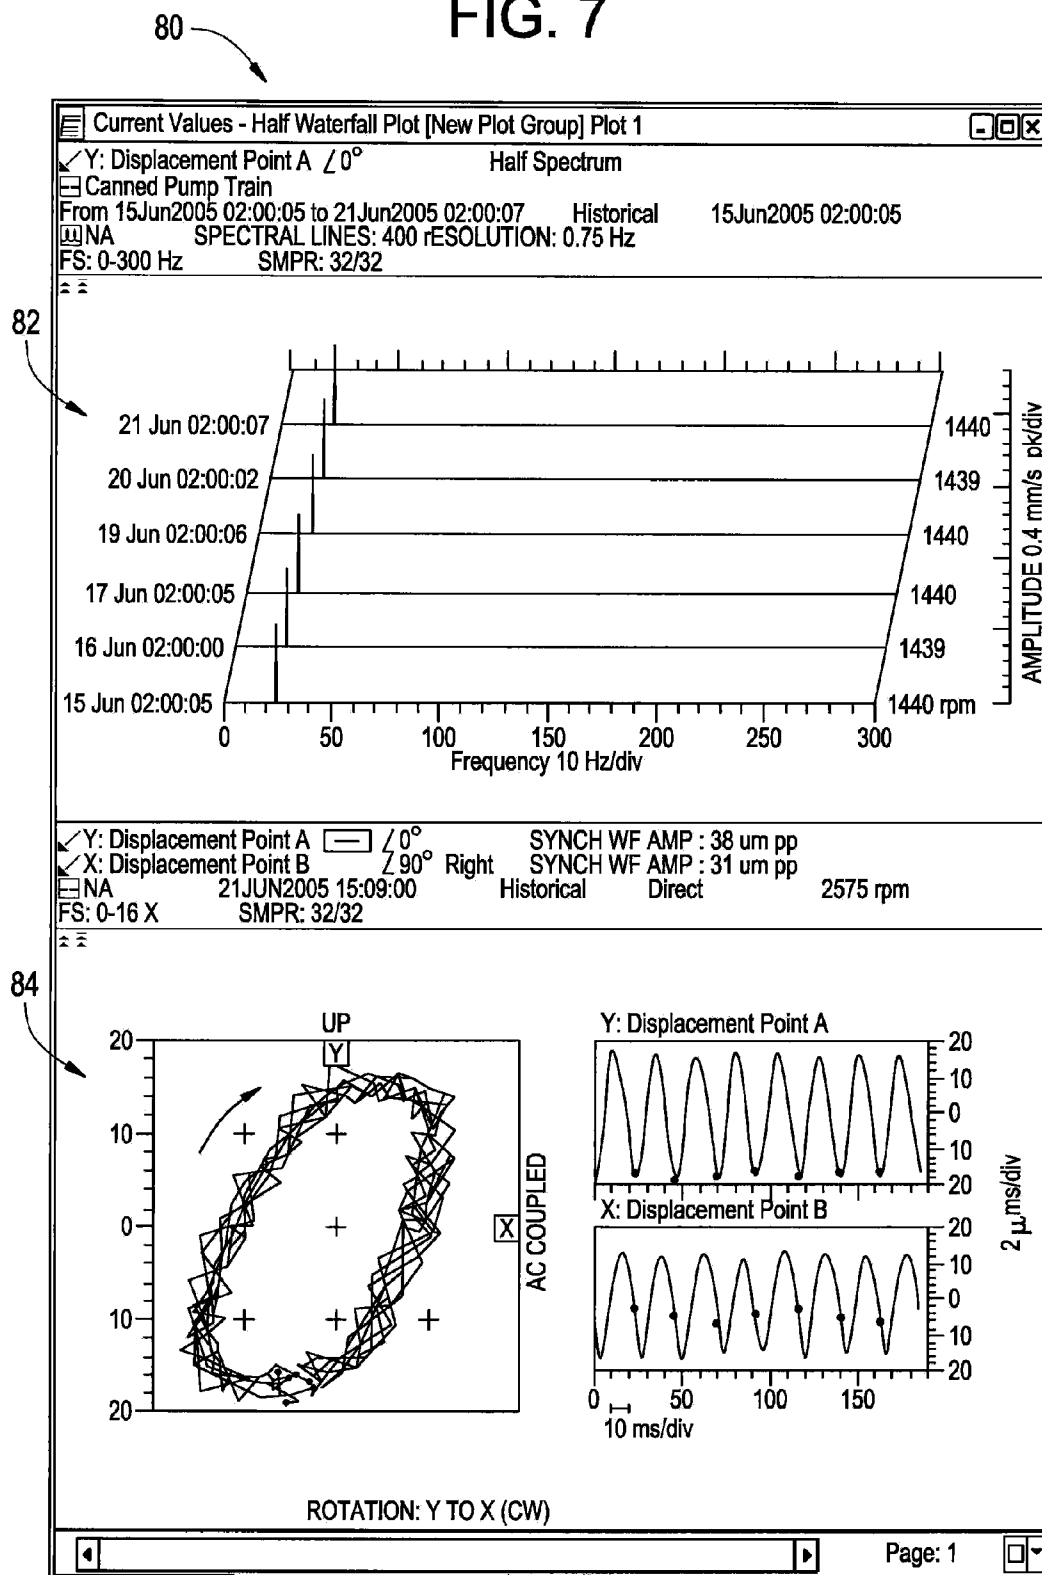 FIG. 7
80
Current Values - Half Waterfall Plot [New Plot Group] Plot 1
Y: Displacement Point A ∠0° Half Spectrum
Canned Pump Train
From 15Jun2005 02:00:05 to 21Jun2005 02:00:07 Historical 15Jun2005 02:00:05
NA SPECTRAL LINES: 400 rESOLUTION: 0.75 Hz
FS: 0-300 Hz SMPR: 32/32
82
21 Jun 02:00:07 1440
20 Jun 02:00:02 1439
19 Jun 02:00:06 1440
17 Jun 02:00:05 1440
16 Jun 02:00:00 1439
15 Jun 02:00:05 1440 rpm
AMPLITUDE 0.4 mm/s pk/div
0 50 100 150 200 250 300
Frequency 10 Hz/div
Y: Displacement Point A ∠0° SYNCH WF AMP : 38 um pp
X: Displacement Point B ∠90° Right SYNCH WF AMP : 31 um pp
NA 21JUN2005 15:09:00 Historical Direct 2575 rpm
FS: 0-16 X SMPR: 32/32
84
UP
Y
20
10
0
10
20
X
AC COUPLED
ROTATION: Y TO X (CW)
Y: Displacement Point A
20
10
0
10
20
X: Displacement Point B
20
10
0
10
20
2 μms/div
0 50 100 150
10 ms/div
Page: 1